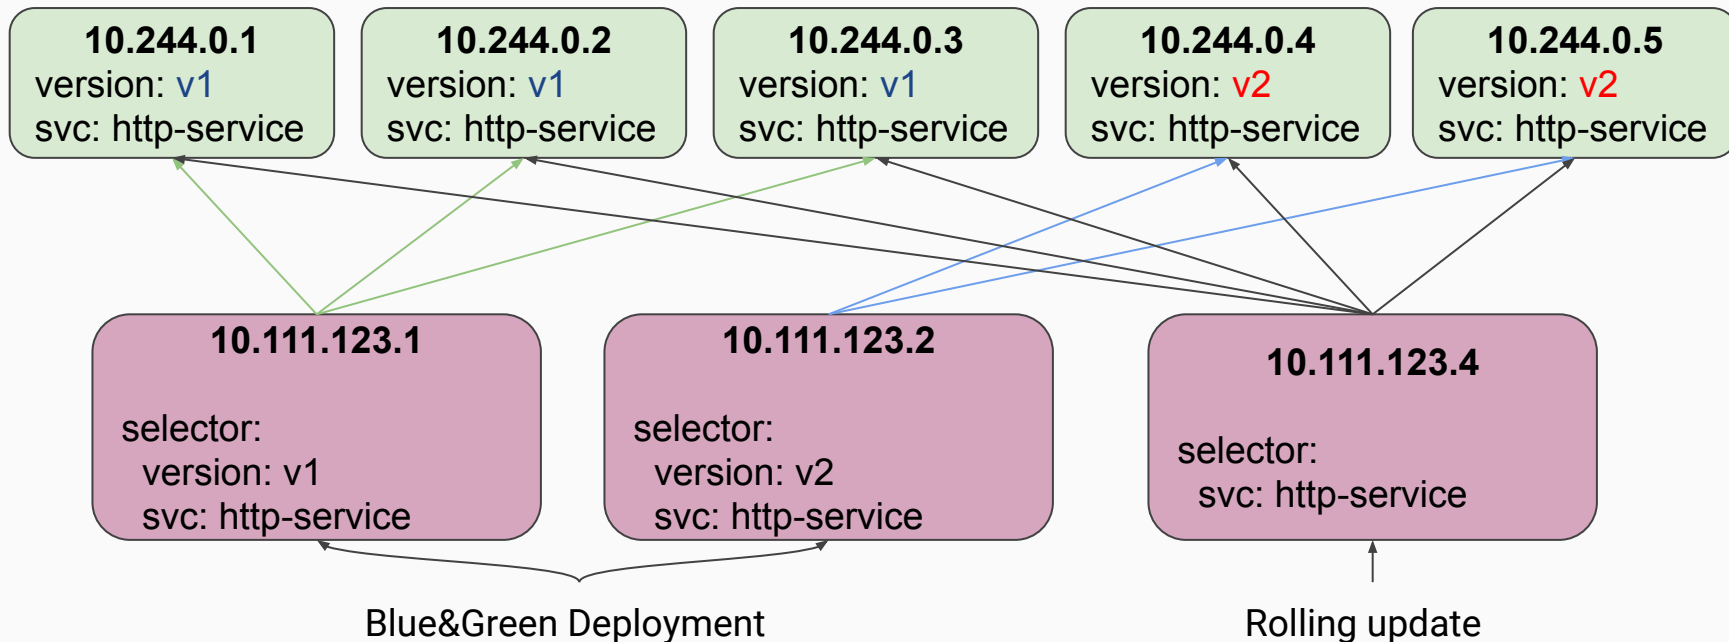 10.244.0.1
version: v1
svc: http-service
10.244.0.2
version: v1
svc: http-service
10.244.0.3
version: v1
svc: http-service
10.244.0.4
version: v2
svc: http-service
10.244.0.5
version: v2
svc: http-service
10.111.123.1
selector:
version: v1
svc: http-service
10.111.123.2
selector:
version: v2
svc: http-service
10.111.123.4
selector:
svc: http-service
Blue&Green Deployment
Rolling update